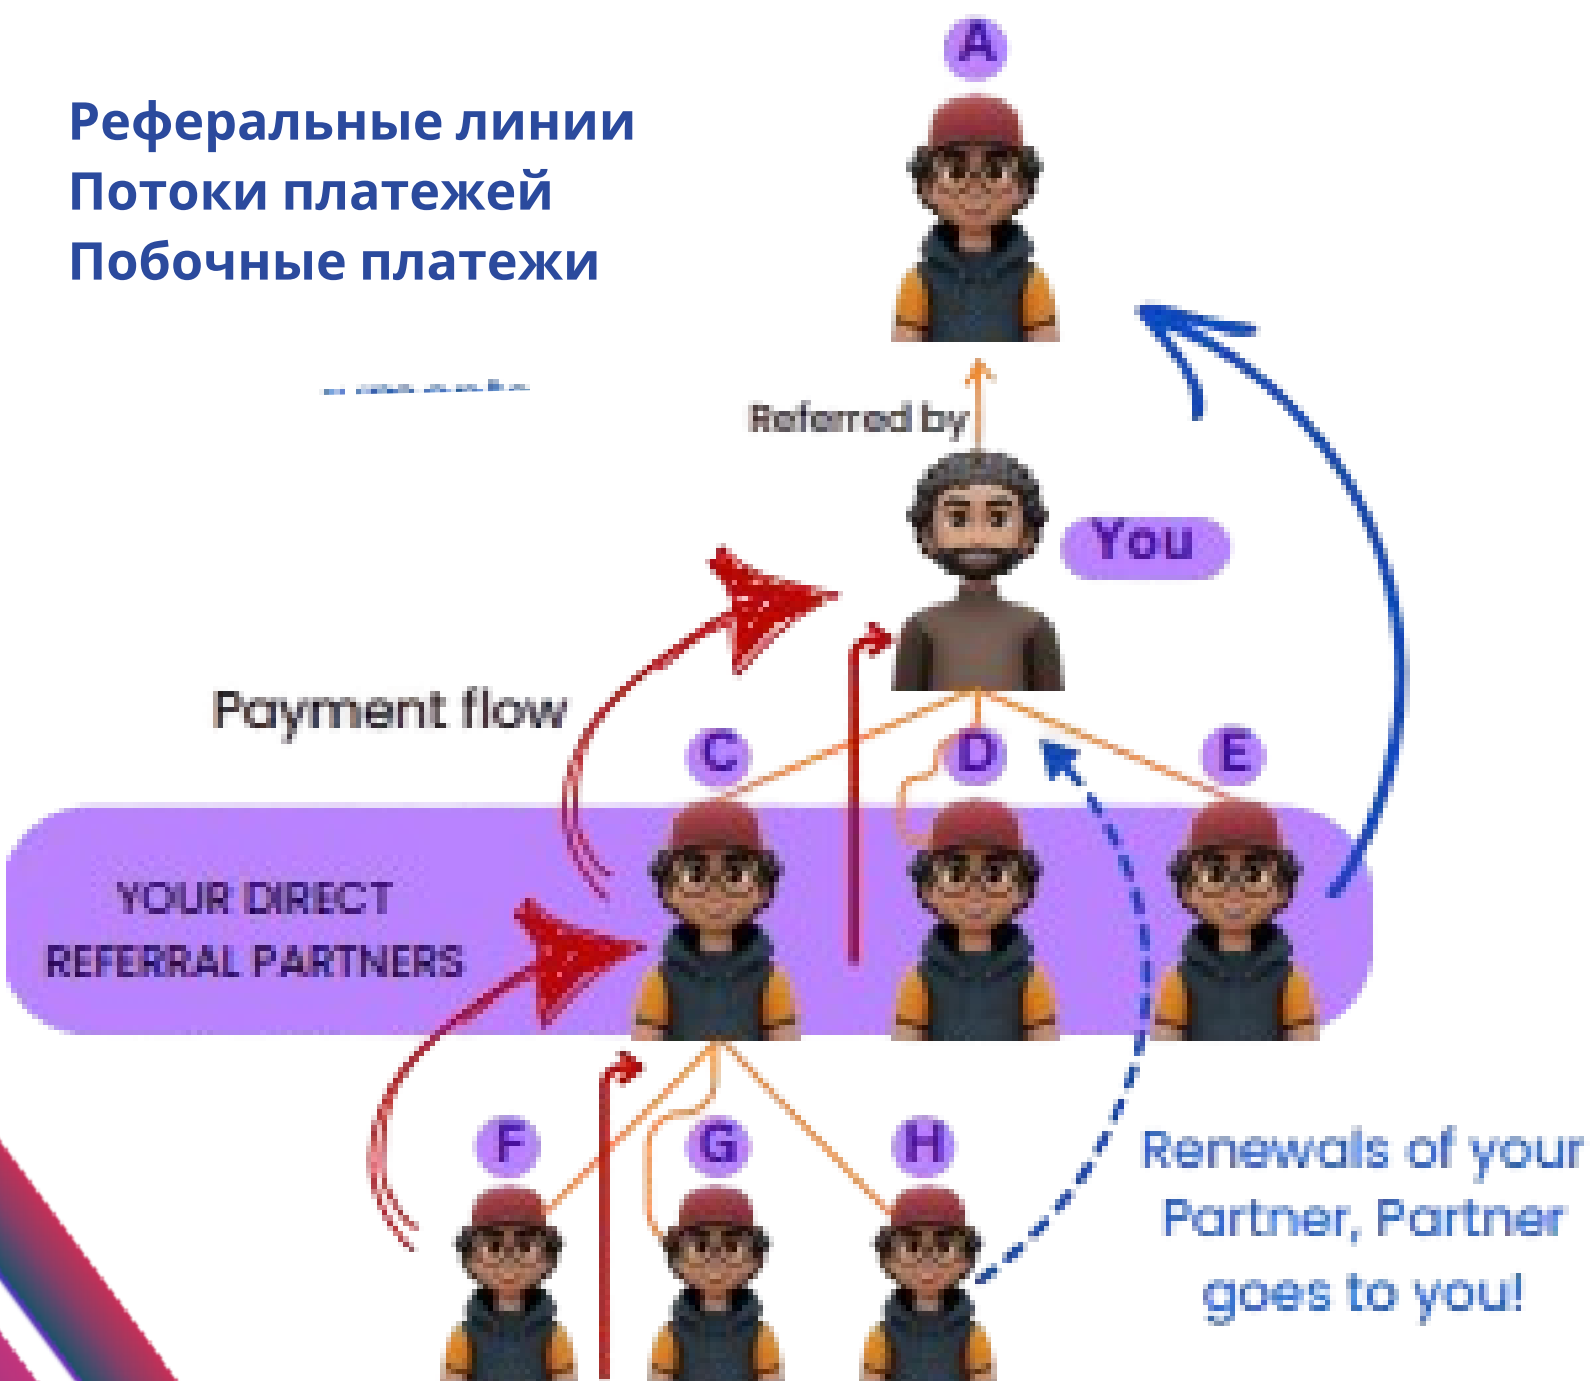 A
Реферальные линии
Потоки платежей
Побочные платежи
Referred by
You
Payment flow
C
D
E
YOUR DIRECT
REFERRAL PARTNERS
F
G
H
Renewals of your
Partner, Partner
goes to you!